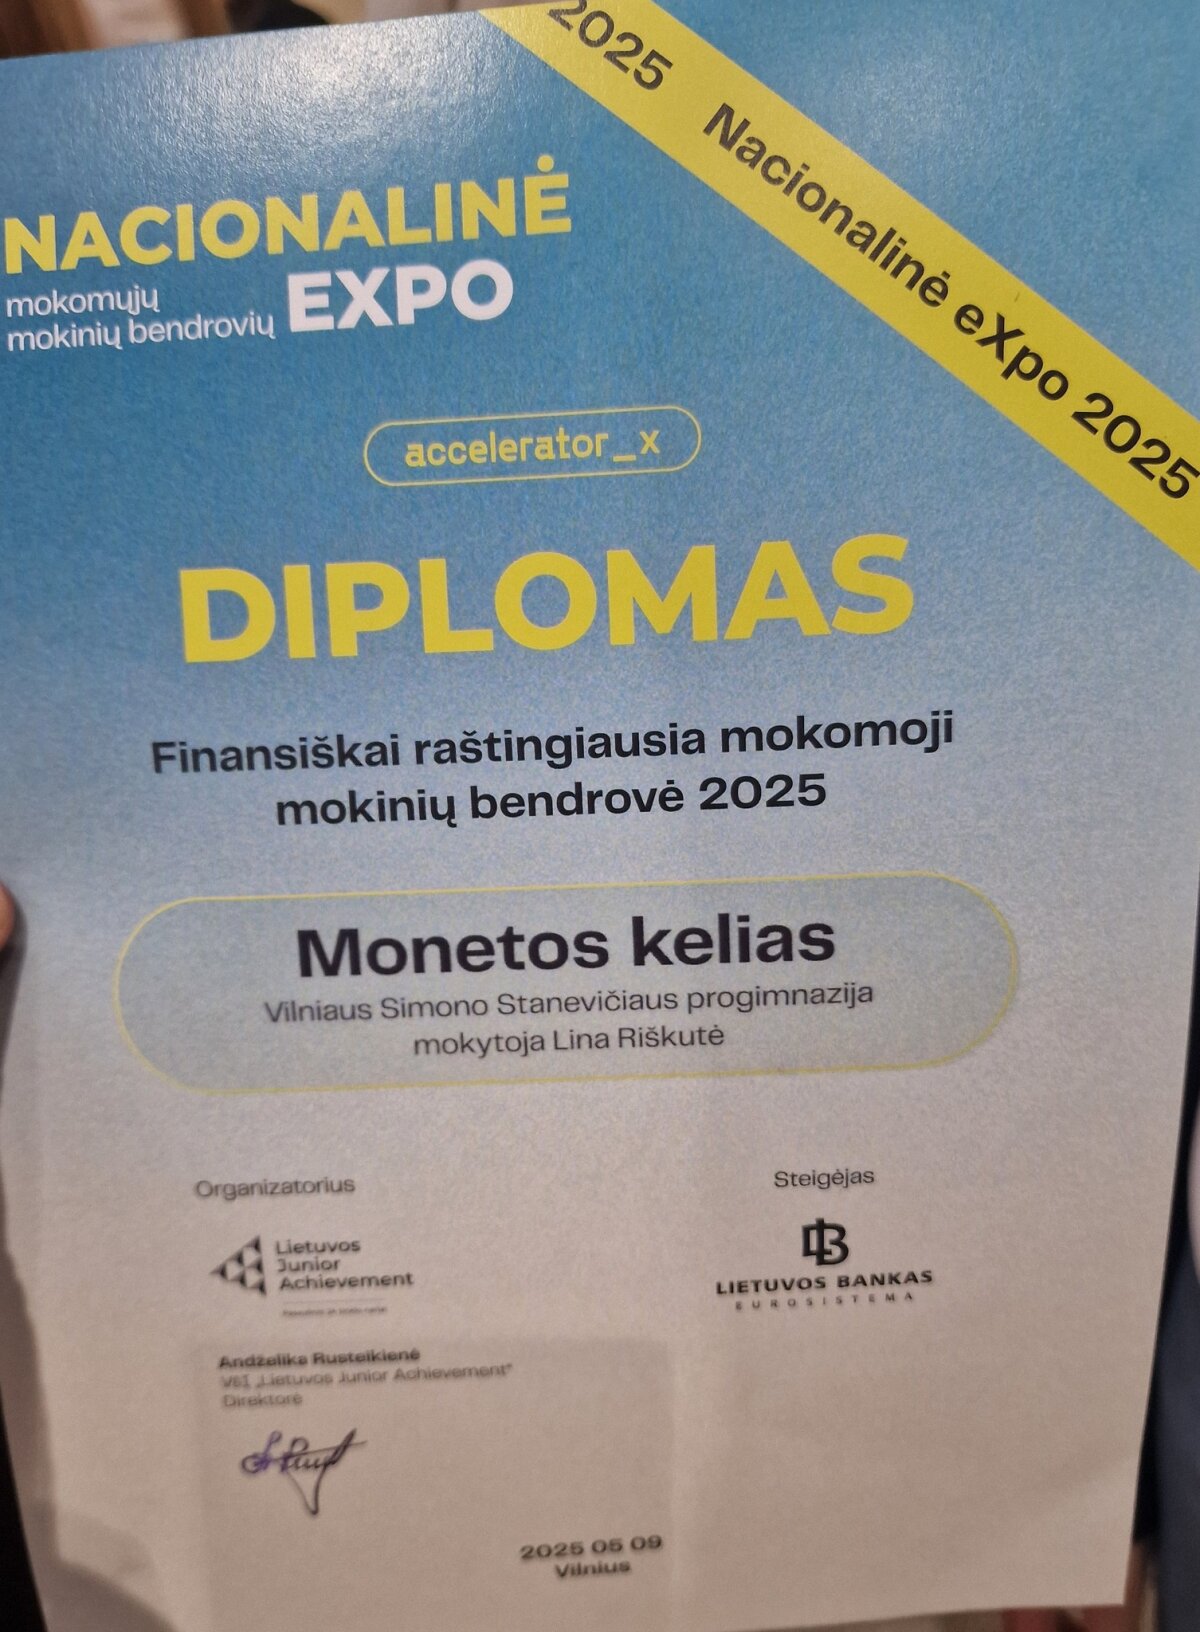 2025 Nacionalinė eXpo 2025
NACIONALINĖ
mokomųjų
mokinių bendrovių EXPO
accelerator_x
DIPLOMAS
Finansiškai raštingiausia mokomoji
mokinių bendrovė 2025
Monetos kelias
Vilniaus Simono Stanevičiaus progimnazija
mokytoja Lina Riškutė
Organizatorius
Lietuvos
Junior
Achievement
Steigėjas
LIETUVOS BANKAS
EUROSISTEMA
Andželika Rusteikienė
VšĮ „Lietuvos Junior Achievement"
Direktorė
2025 05 09
Vilnius